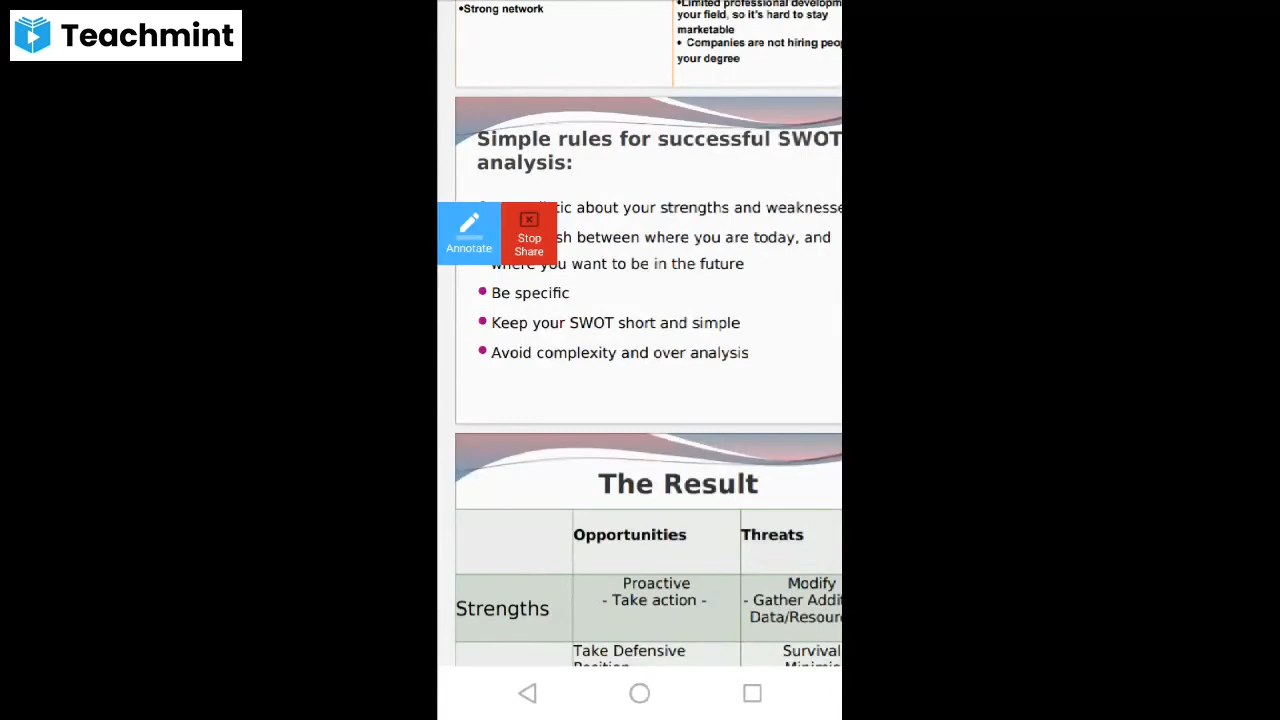 Teachmint
•Strong network
•Limited professional
your field, so it's hard to stay
marketable
• Companies are not hiring
your degree
Simple rules for successful SWOT
analysis:
about your strengths and
between where you are today, and
where you want to be in the future
Annotate
Stop
Share
● Be specific
● Keep your SWOT short and simple
● Avoid complexity and over analysis
The Result
Opportunities
Threats
Strengths
Proactive
- Take action -
Modify
- Gather
Take Defensive
Survival